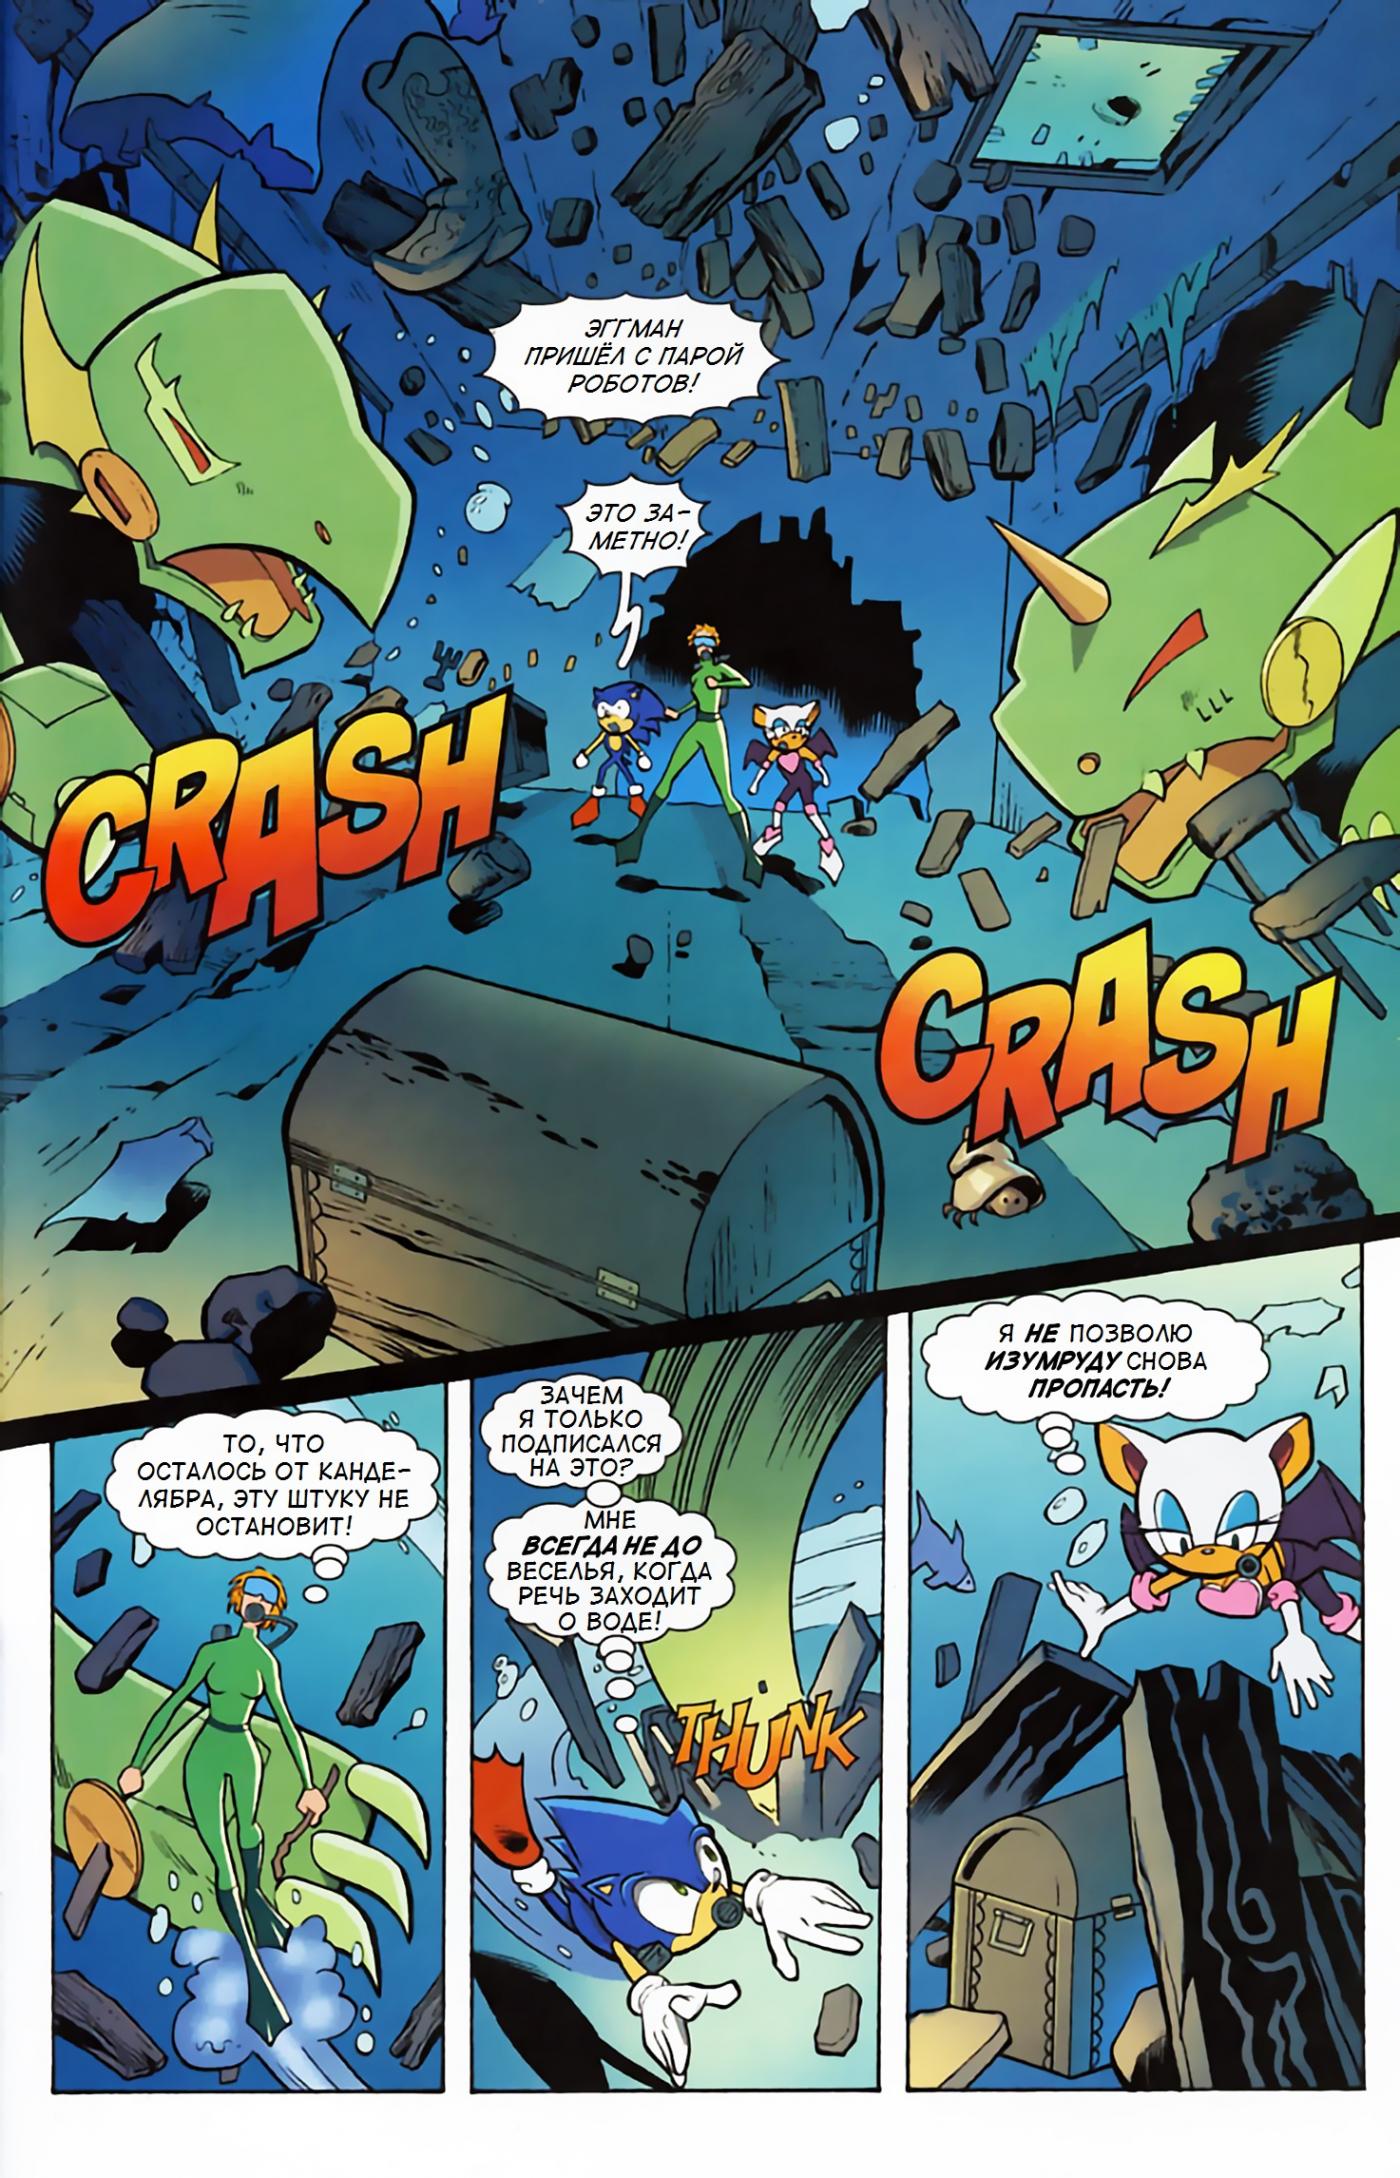 ЭГГМАН
ПРИШЁЛ С ПАРОЙ
РОБОТОВ!
ЭТО ЗА-
МЕТНО!
CRASH
CRASH
ТО, ЧТО
ОСТАЛОСЬ ОТ КАНДЕ-
ЛЯБРА, ЭТУ ШТУКУ НЕ
ОСТАНОВИТ!
ЗАЧЕМ
Я ТОЛЬКО
ПОДПИСАЛСЯ
НА ЭТО?
МНЕ
ВСЕГДА НЕ ДО
ВЕСЕЛЬЯ, КОГДА
РЕЧЬ ЗАХОДИТ
О ВОДЕ!
THUNK
Я НЕ ПОЗВОЛЮ
ИЗУМРУДУ СНОВА
ПРОПАСТЬ!